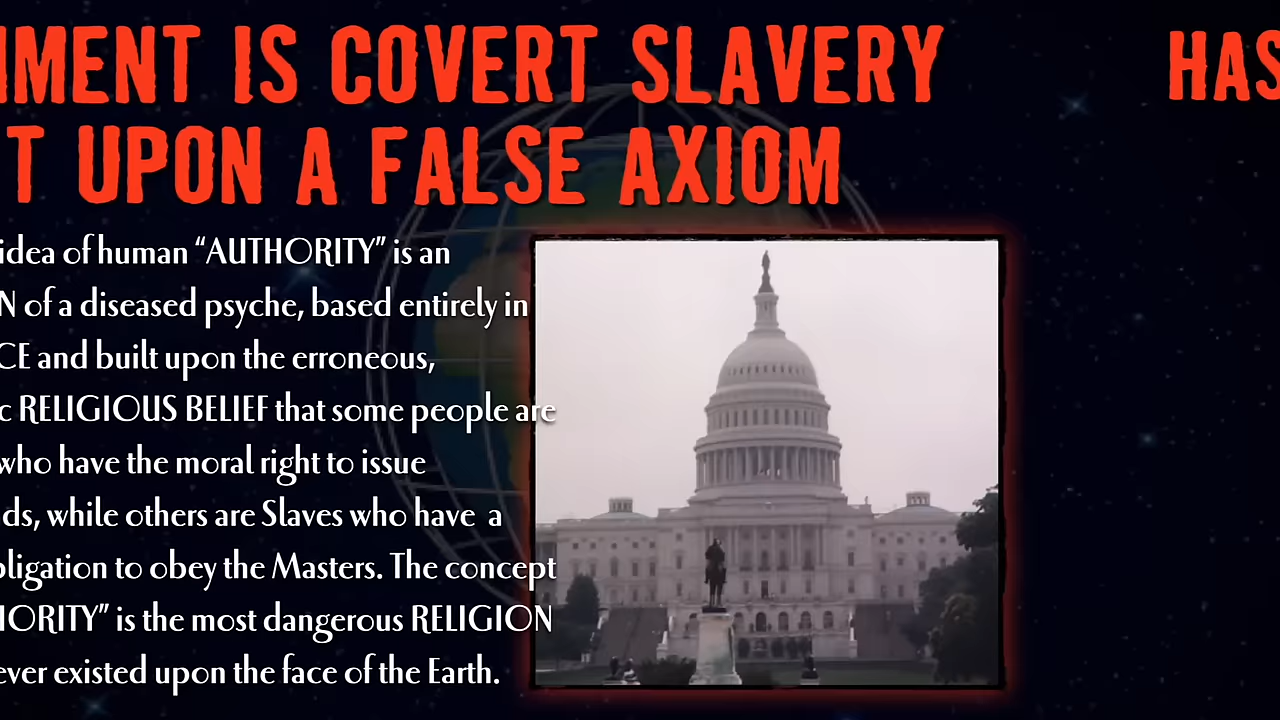 MENT IS COVERT SLAVERY
T UPON A FALSE AXIOM
HAS
idea of human “AUTHORITY” is an
N of a diseased psyche, based entirely in
CE and built upon the erroneous,
c RELIGIOUS BELIEF that some people are
who have the moral right to issue
ds, while others are Slaves who have a
bligation to obey the Masters. The concept
HORITY” is the most dangerous RELIGION
ever existed upon the face of the Earth.